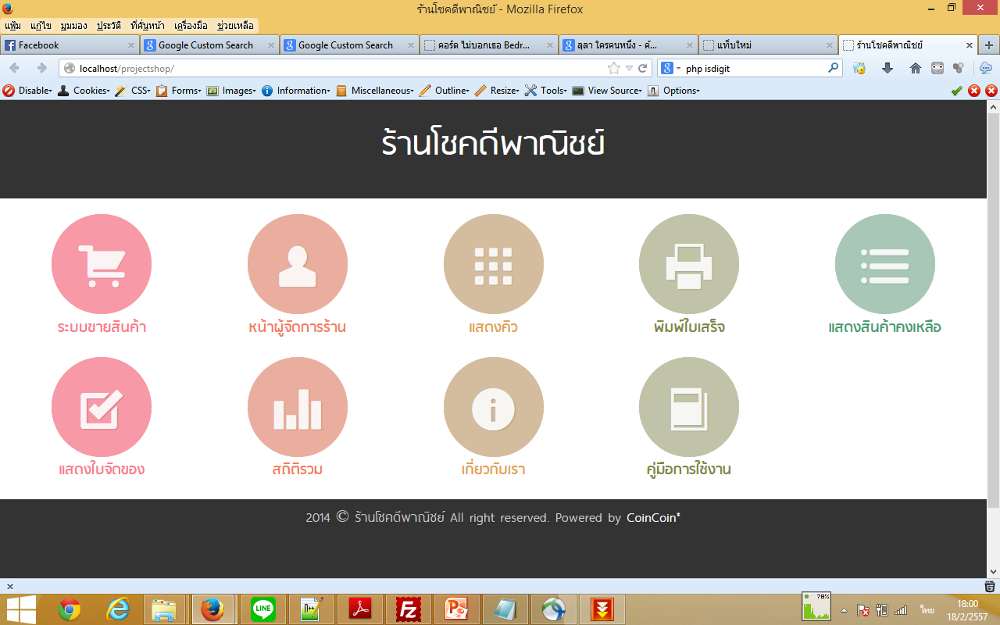 ร้านโชคดีพาณิชย์ - Mozilla Firefox
แฟ้ม แก้ไข มุมมอง ประวัติ ที่คั่นหน้า เครื่องมือ ช่วยเหลือ
Facebook Google Custom Search Google Custom Search คอร์ด ไม่บอกเธอ Bedr... ลุลา ใครคนหนึ่ง - ค้... แท็บใหม่ ร้านโชคดีพาณิชย์
localhost/projectshop/ php isdigit
Disable Cookies CSS Forms Images Information Miscellaneous Outline Resize Tools View Source Options
ร้านโชคดีพาณิชย์
ระบบขายสินค้า หน้าผู้จัดการร้าน แสดงคิว พิมพ์ใบเสร็จ แสดงสินค้าคงเหลือ
แสดงใบจัดของ สถิติรวม เกี่ยวกับเรา คู่มือการใช้งาน
2014 © ร้านโชคดีพาณิชย์ All right reserved. Powered by CoinCoin*
LINE
78%
ไทย
18:00
18/2/2557